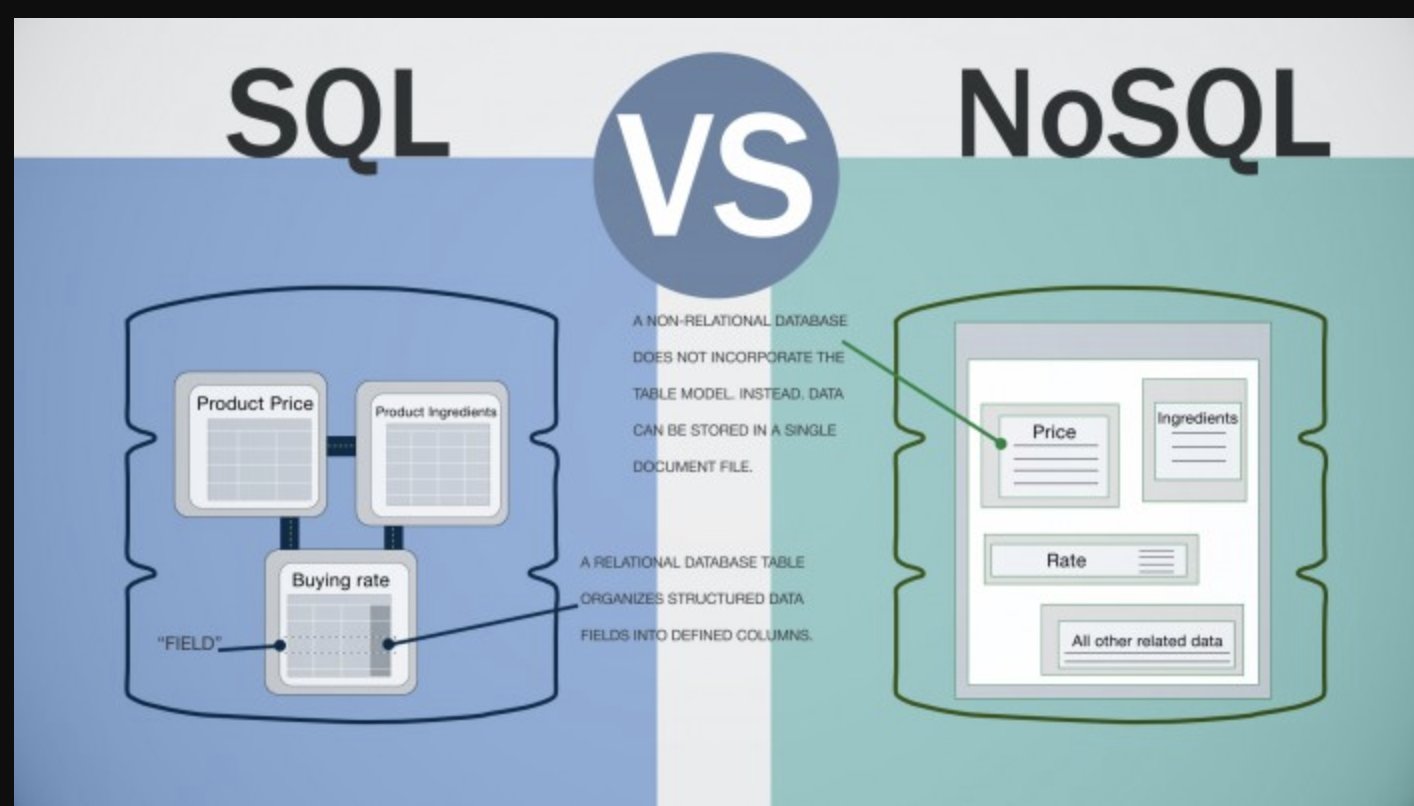 SQL
VS
NoSQL
Product Price
Product Ingredients
Buying rate
“FIELD”
A NON-RELATIONAL DATABASE
DOES NOT INCORPORATE THE
TABLE MODEL. INSTEAD. DATA
CAN BE STORED IN A SINGLE
DOCUMENT FILE.
A RELATIONAL DATABASE TABLE
ORGANIZES STRUCTURED DATA
FIELDS INTO DEFINED COLUMNS.
Price
Ingredients
Rate
All other related data